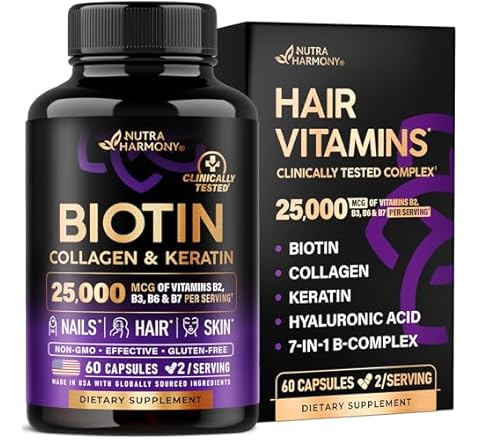 NUTRA
HARMONY®
CLINICALLY
TESTED†
BIOTIN
COLLAGEN & KERATIN
25,000 MCG OF VITAMINS B2,
B3, B6 & B7 PER SERVING†
NAILS* HAIR* SKIN*
NON-GMO • EFFECTIVE • GLUTEN-FREE
60 CAPSULES 2/SERVING
MADE IN USA WITH GLOBALLY SOURCED INGREDIENTS
DIETARY SUPPLEMENT
NUTRA
HARMONY®
HAIR
VITAMINS*
CLINICALLY TESTED COMPLEX†
25,000 MCG OF VITAMINS B2,
B3, B6 & B7 PER SERVING†
• BIOTIN
• COLLAGEN
• KERATIN
• HYALURONIC ACID
• 7-IN-1 B-COMPLEX
60 CAPSULES 2/SERVING
DIETARY SUPPLEMENT